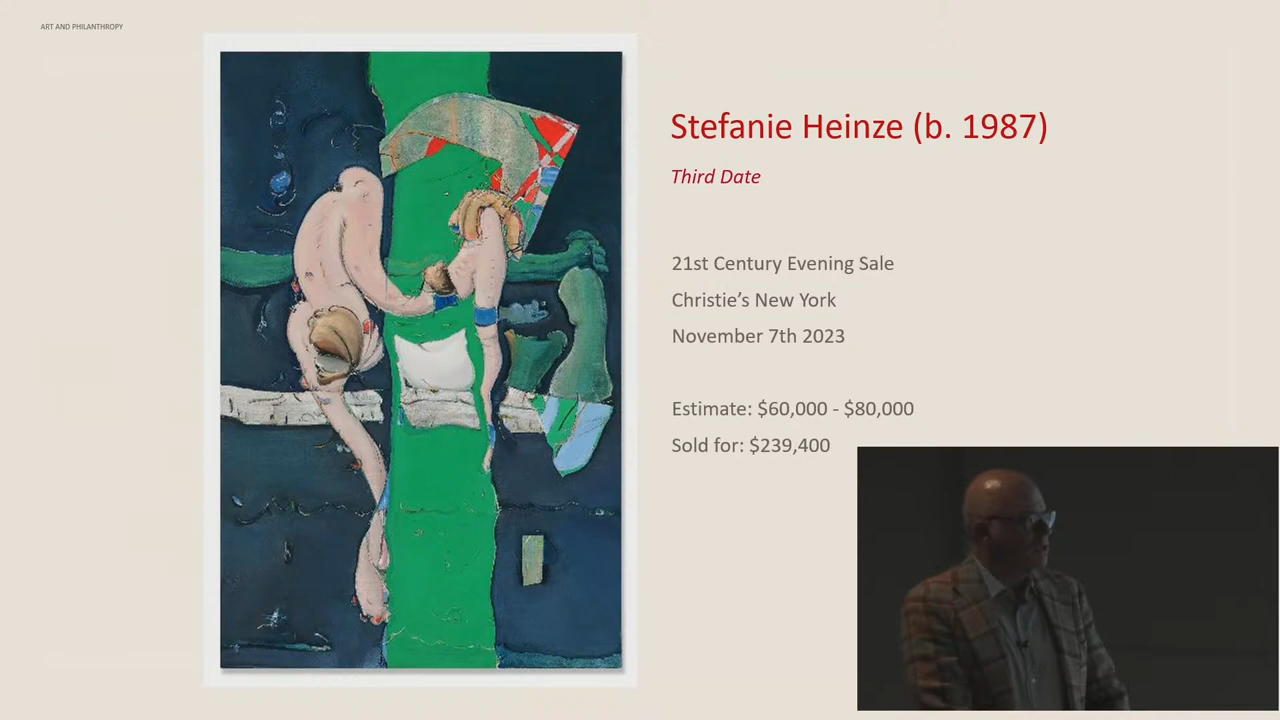 ART AND PHILANTHROPY
Stefanie Heinze (b. 1987)
Third Date
21st Century Evening Sale
Christie’s New York
November 7th 2023
Estimate: $60,000 - $80,000
Sold for: $239,400